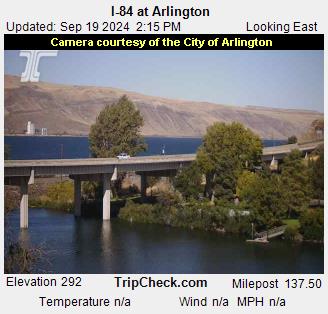 I-84 at Arlington
Updated: Sep 19 2024 2:15 PM Looking East
Camera courtesy of the City of Arlington
Elevation 292 TripCheck.com Milepost 137.50
Temperature n/a Wind n/a MPH n/a